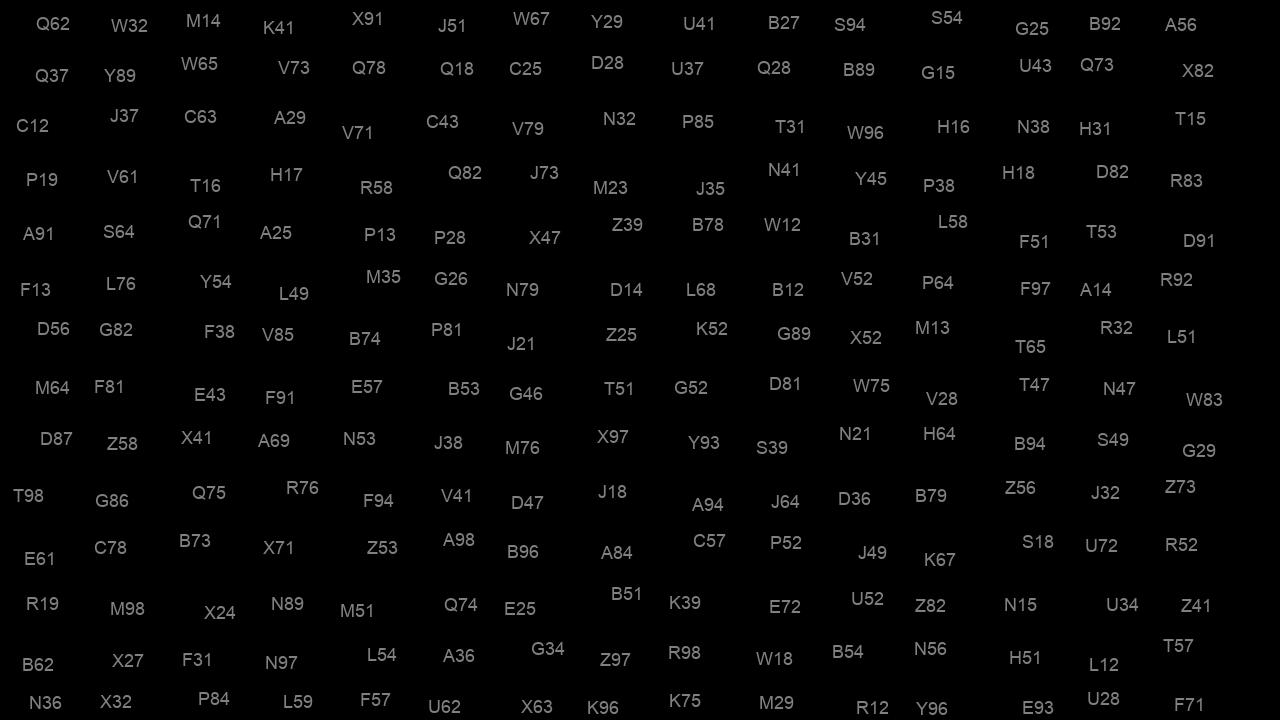 Q62 W32 M14 K41 X91 J51 W67 Y29 U41 B27 S94 S54 G25 B92 A56
Q37 Y89 W65 V73 Q78 Q18 C25 D28 U37 Q28 B89 G15 U43 Q73 X82
C12 J37 C63 A29 V71 C43 V79 N32 P85 T31 W96 H16 N38 H31 T15
P19 V61 T16 H17 R58 Q82 J73 M23 J35 N41 Y45 P38 H18 D82 R83
A91 S64 Q71 A25 P13 P28 X47 Z39 B78 W12 B31 L58 F51 T53 D91
F13 L76 Y54 L49 M35 G26 N79 D14 L68 B12 V52 P64 F97 A14 R92
D56 G82 F38 V85 B74 P81 J21 Z25 K52 G89 X52 M13 T65 R32 L51
M64 F81 E43 F91 E57 B53 G46 T51 G52 D81 W75 V28 T47 N47 W83
D87 Z58 X41 A69 N53 J38 M76 X97 Y93 S39 N21 H64 B94 S49 G29
T98 G86 Q75 R76 F94 V41 D47 J18 A94 J64 D36 B79 Z56 J32 Z73
E61 C78 B73 X71 Z53 A98 B96 A84 C57 P52 J49 K67 S18 U72 R52
R19 M98 X24 N89 M51 Q74 E25 B51 K39 E72 U52 Z82 N15 U34 Z41
B62 X27 F31 N97 L54 A36 G34 Z97 R98 W18 B54 N56 H51 L12 T57
N36 X32 P84 L59 F57 U62 X63 K96 K75 M29 R12 Y96 E93 U28 F71